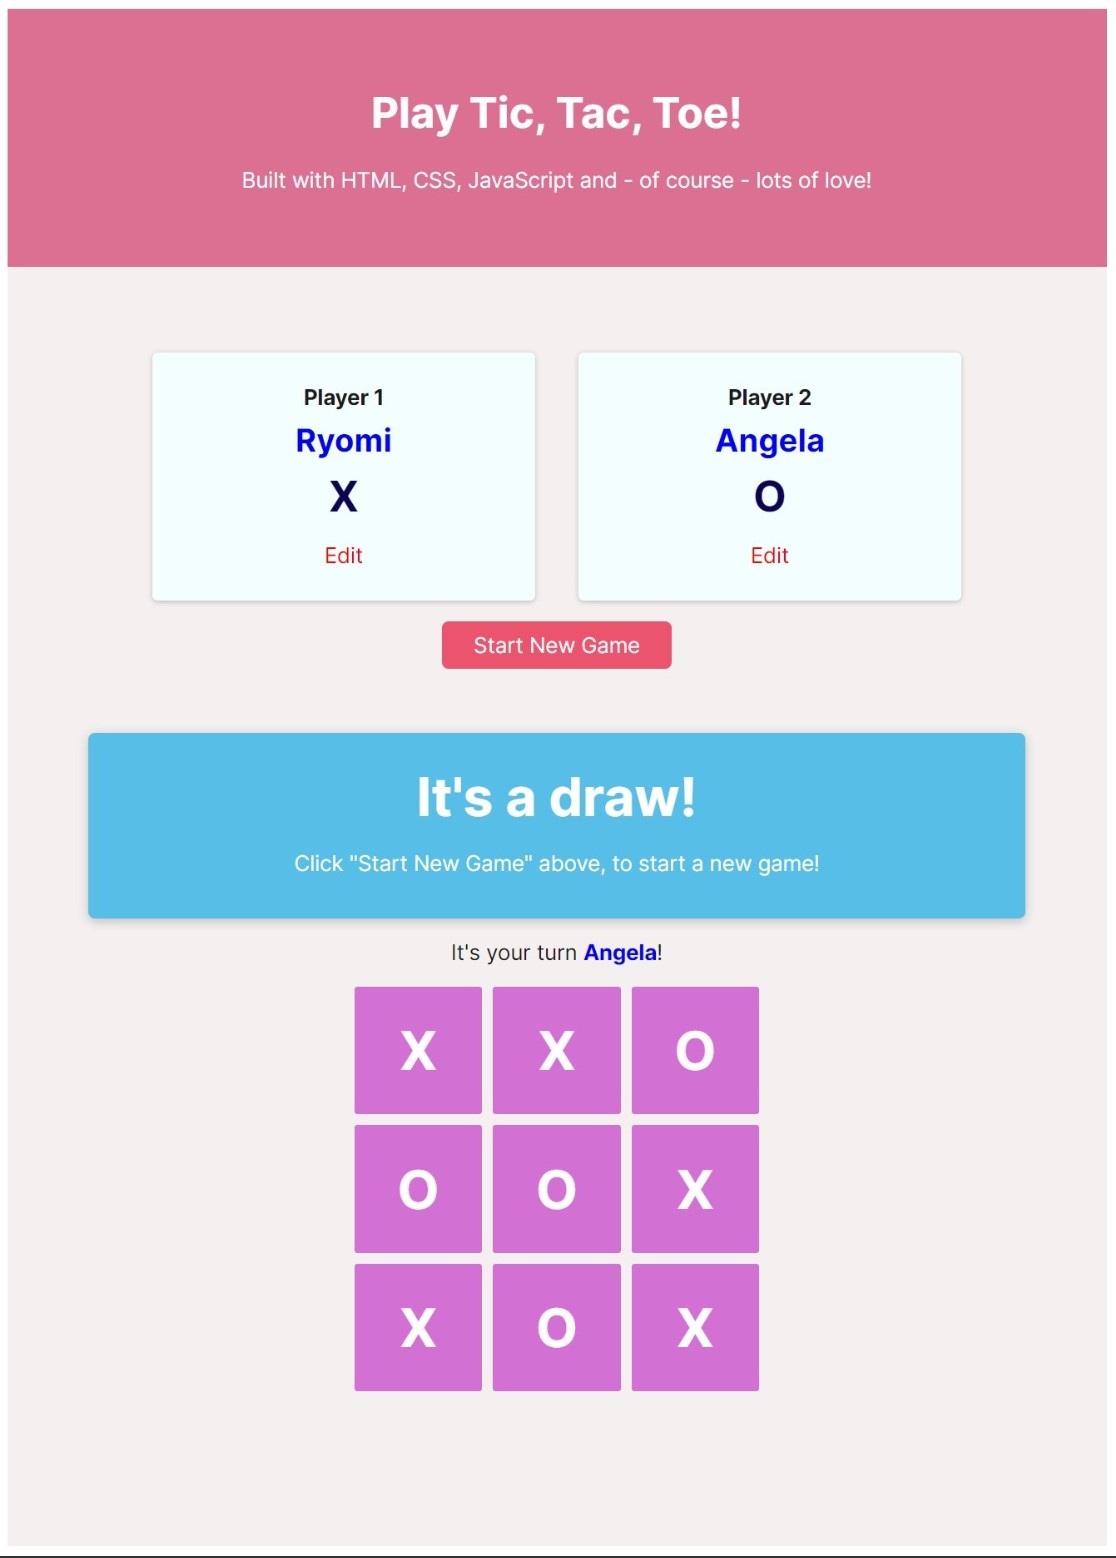 Play Tic, Tac, Toe!
Built with HTML, CSS, JavaScript and - of course - lots of love!
Player 1
Ryomi
X
Edit
Player 2
Angela
O
Edit
Start New Game
It's a draw!
Click "Start New Game" above, to start a new game!
It's your turn Angela!
X X O
O O X
X O X